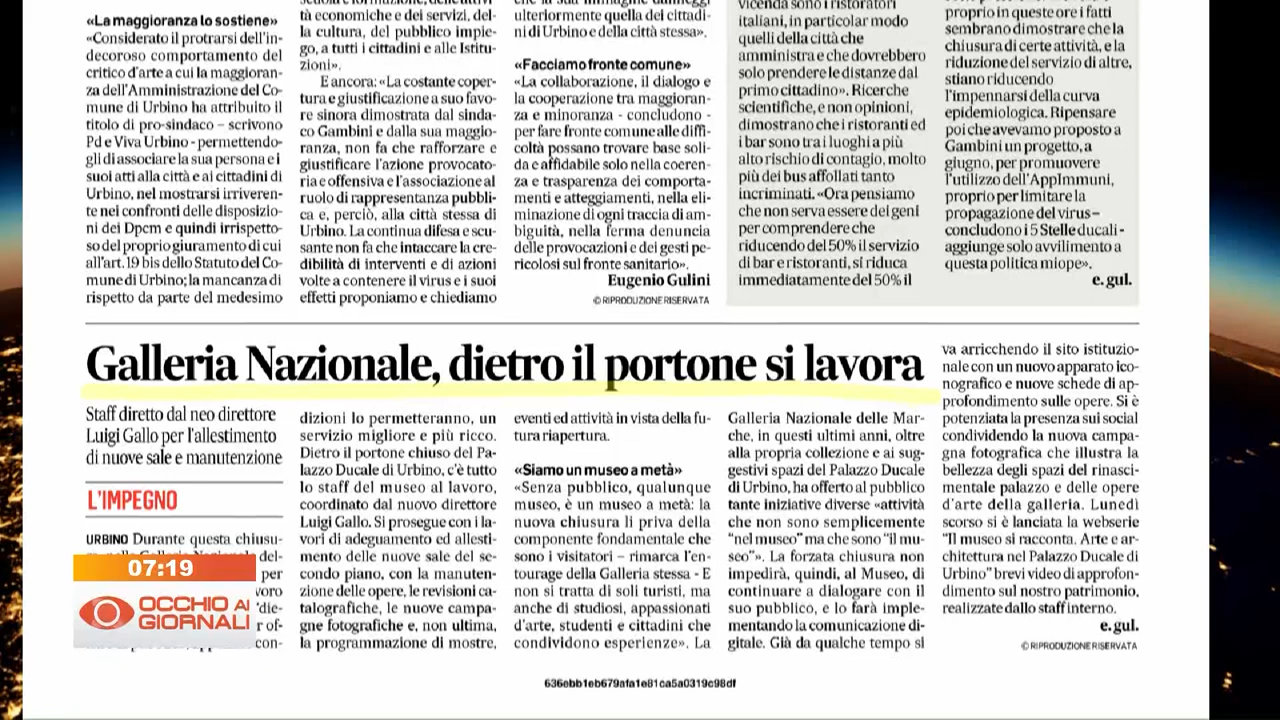 «La maggioranza lo sostiene»
«Considerato il protrarsi dell'in-
decoroso comportamento del
critico d'arte a cui la maggioran-
za dell'Amministrazione del Co-
mune di Urbino ha attribuito il
titolo di pro-sindaco – scrivono
Pd e Viva Urbino - permettendo-
gli di associare la sua persona e i
suoi atti alla città e ai cittadini di
Urbino, nel mostrarsi irriveren-
te nei confronti delle disposizio-
ni dei Dpcm e quindi irrispetto-
so del proprio giuramento di cui
all'art. 19 bis dello Statuto del Co-
mune di Urbino; la mancanza di
rispetto da parte del medesimo
tà economiche e dei servizi, del-
la cultura, del pubblico impie-
go, a tutti i cittadini e alle Istitu-
zioni».
E ancora: «La costante coper-
tura e giustificazione a suo favo-
re sinora dimostrata dal sinda-
co Gambini e dalla sua maggio-
ranza, non fa che rafforzare e
giustificare l'azione provocato-
ria e offensiva e l'associazione al
ruolo di rappresentanza pubbli-
ca e, perciò, alla città stessa di
Urbino. La continua difesa e scu-
sante non fa che intaccare la cre-
dibilità di interventi e di azioni
volte a contenere il virus e i suoi
effetti proponiamo e chiediamo
ulteriormente quella dei cittadi-
ni di Urbino e della città stessa».
«Facciamo fronte comune»
«La collaborazione, il dialogo e
la cooperazione tra maggioran-
za e minoranza - concludono -
per fare fronte comune alle diffi-
coltà possano trovare base soli-
da e affidabile solo nella coeren-
za e trasparenza dei comporta-
menti e atteggiamenti, nella eli-
minazione di ogni traccia di am-
biguità, nella ferma denuncia
delle provocazioni e dei gesti pe-
ricolosi sul fronte sanitario».
Eugenio Gulini
© RIPRODUZIONE RISERVATA
vicenda sono i ristoratori
italiani, in particolar modo
quelli della città che
amministra e che dovrebbero
solo prendere le distanze dal
primo cittadino». Ricerche
scientifiche, e non opinioni,
dimostrano che i ristoranti ed
i bar sono tra i luoghi a più
alto rischio di contagio, molto
più dei bus affollati tanto
incriminati. «Ora pensiamo
che non serva essere dei geni
per comprendere che
riducendo del 50% il servizio
di bar e ristoranti, si riduca
immediatamente del 50% il
proprio in queste ore i fatti
sembrano dimostrare che la
chiusura di certe attività, e la
riduzione del servizio di altre,
stiano riducendo
l'impennarsi della curva
epidemiologica. Ripensare
poi che avevamo proposto a
Gambini un progetto, a
giugno, per promuovere
l'utilizzo dell'AppImmuni,
proprio per limitare la
propagazione del virus –
concludono i 5 Stelle ducali -
aggiunge solo avvilimento a
questa politica miope».
e. gul.
Galleria Nazionale, dietro il portone si lavora
Staff diretto dal neo direttore
Luigi Gallo per l'allestimento
di nuove sale e manutenzione
L'IMPEGNO
URBINO Durante questa chiusu-
del-
per
voro
"die-
r of-
con-
dizioni lo permetteranno, un
servizio migliore e più ricco.
Dietro il portone chiuso del Pa-
lazzo Ducale di Urbino, c'è tutto
lo staff del museo al lavoro,
coordinato dal nuovo direttore
Luigi Gallo. Si prosegue con i la-
vori di adeguamento ed allesti-
mento delle nuove sale del se-
condo piano, con la manuten-
zione delle opere, le revisioni ca-
talografiche, le nuove campa-
gne fotografiche e, non ultima,
la programmazione di mostre,
eventi ed attività in vista della fu-
tura riapertura.
«Siamo un museo a metà»
«Senza pubblico, qualunque
museo, è un museo a metà: la
nuova chiusura li priva della
componente fondamentale che
sono i visitatori – rimarca l'en-
tourage della Galleria stessa - E
non si tratta di soli turisti, ma
anche di studiosi, appassionati
d'arte, studenti e cittadini che
condividono esperienze». La
Galleria Nazionale delle Mar-
che, in questi ultimi anni, oltre
alla propria collezione e ai sug-
gestivi spazi del Palazzo Ducale
di Urbino, ha offerto al pubblico
tante iniziative diverse «attività
che non sono semplicemente
"nel museo" ma che sono "il mu-
seo"». La forzata chiusura non
impedirà, quindi, al Museo, di
continuare a dialogare con il
suo pubblico, e lo farà imple-
mentando la comunicazione di-
gitale. Già da qualche tempo si
va arricchendo il sito istituzio-
nale con un nuovo apparato ico-
nografico e nuove schede di ap-
profondimento sulle opere. Si è
potenziata la presenza sui social
condividendo la nuova campa-
gna fotografica che illustra la
bellezza degli spazi del rinasci-
mentale palazzo e delle opere
d'arte della galleria. Lunedì
scorso si è lanciata la webserie
"Il museo si racconta. Arte e ar-
chitettura nel Palazzo Ducale di
Urbino" brevi video di approfon-
dimento sul nostro patrimonio,
realizzate dallo staff interno.
e. gul.
© RIPRODUZIONE RISERVATA
07:19
OCCHIO AI
GIORNALI
636ebb1eb679afa1e81ca5a0319c98df